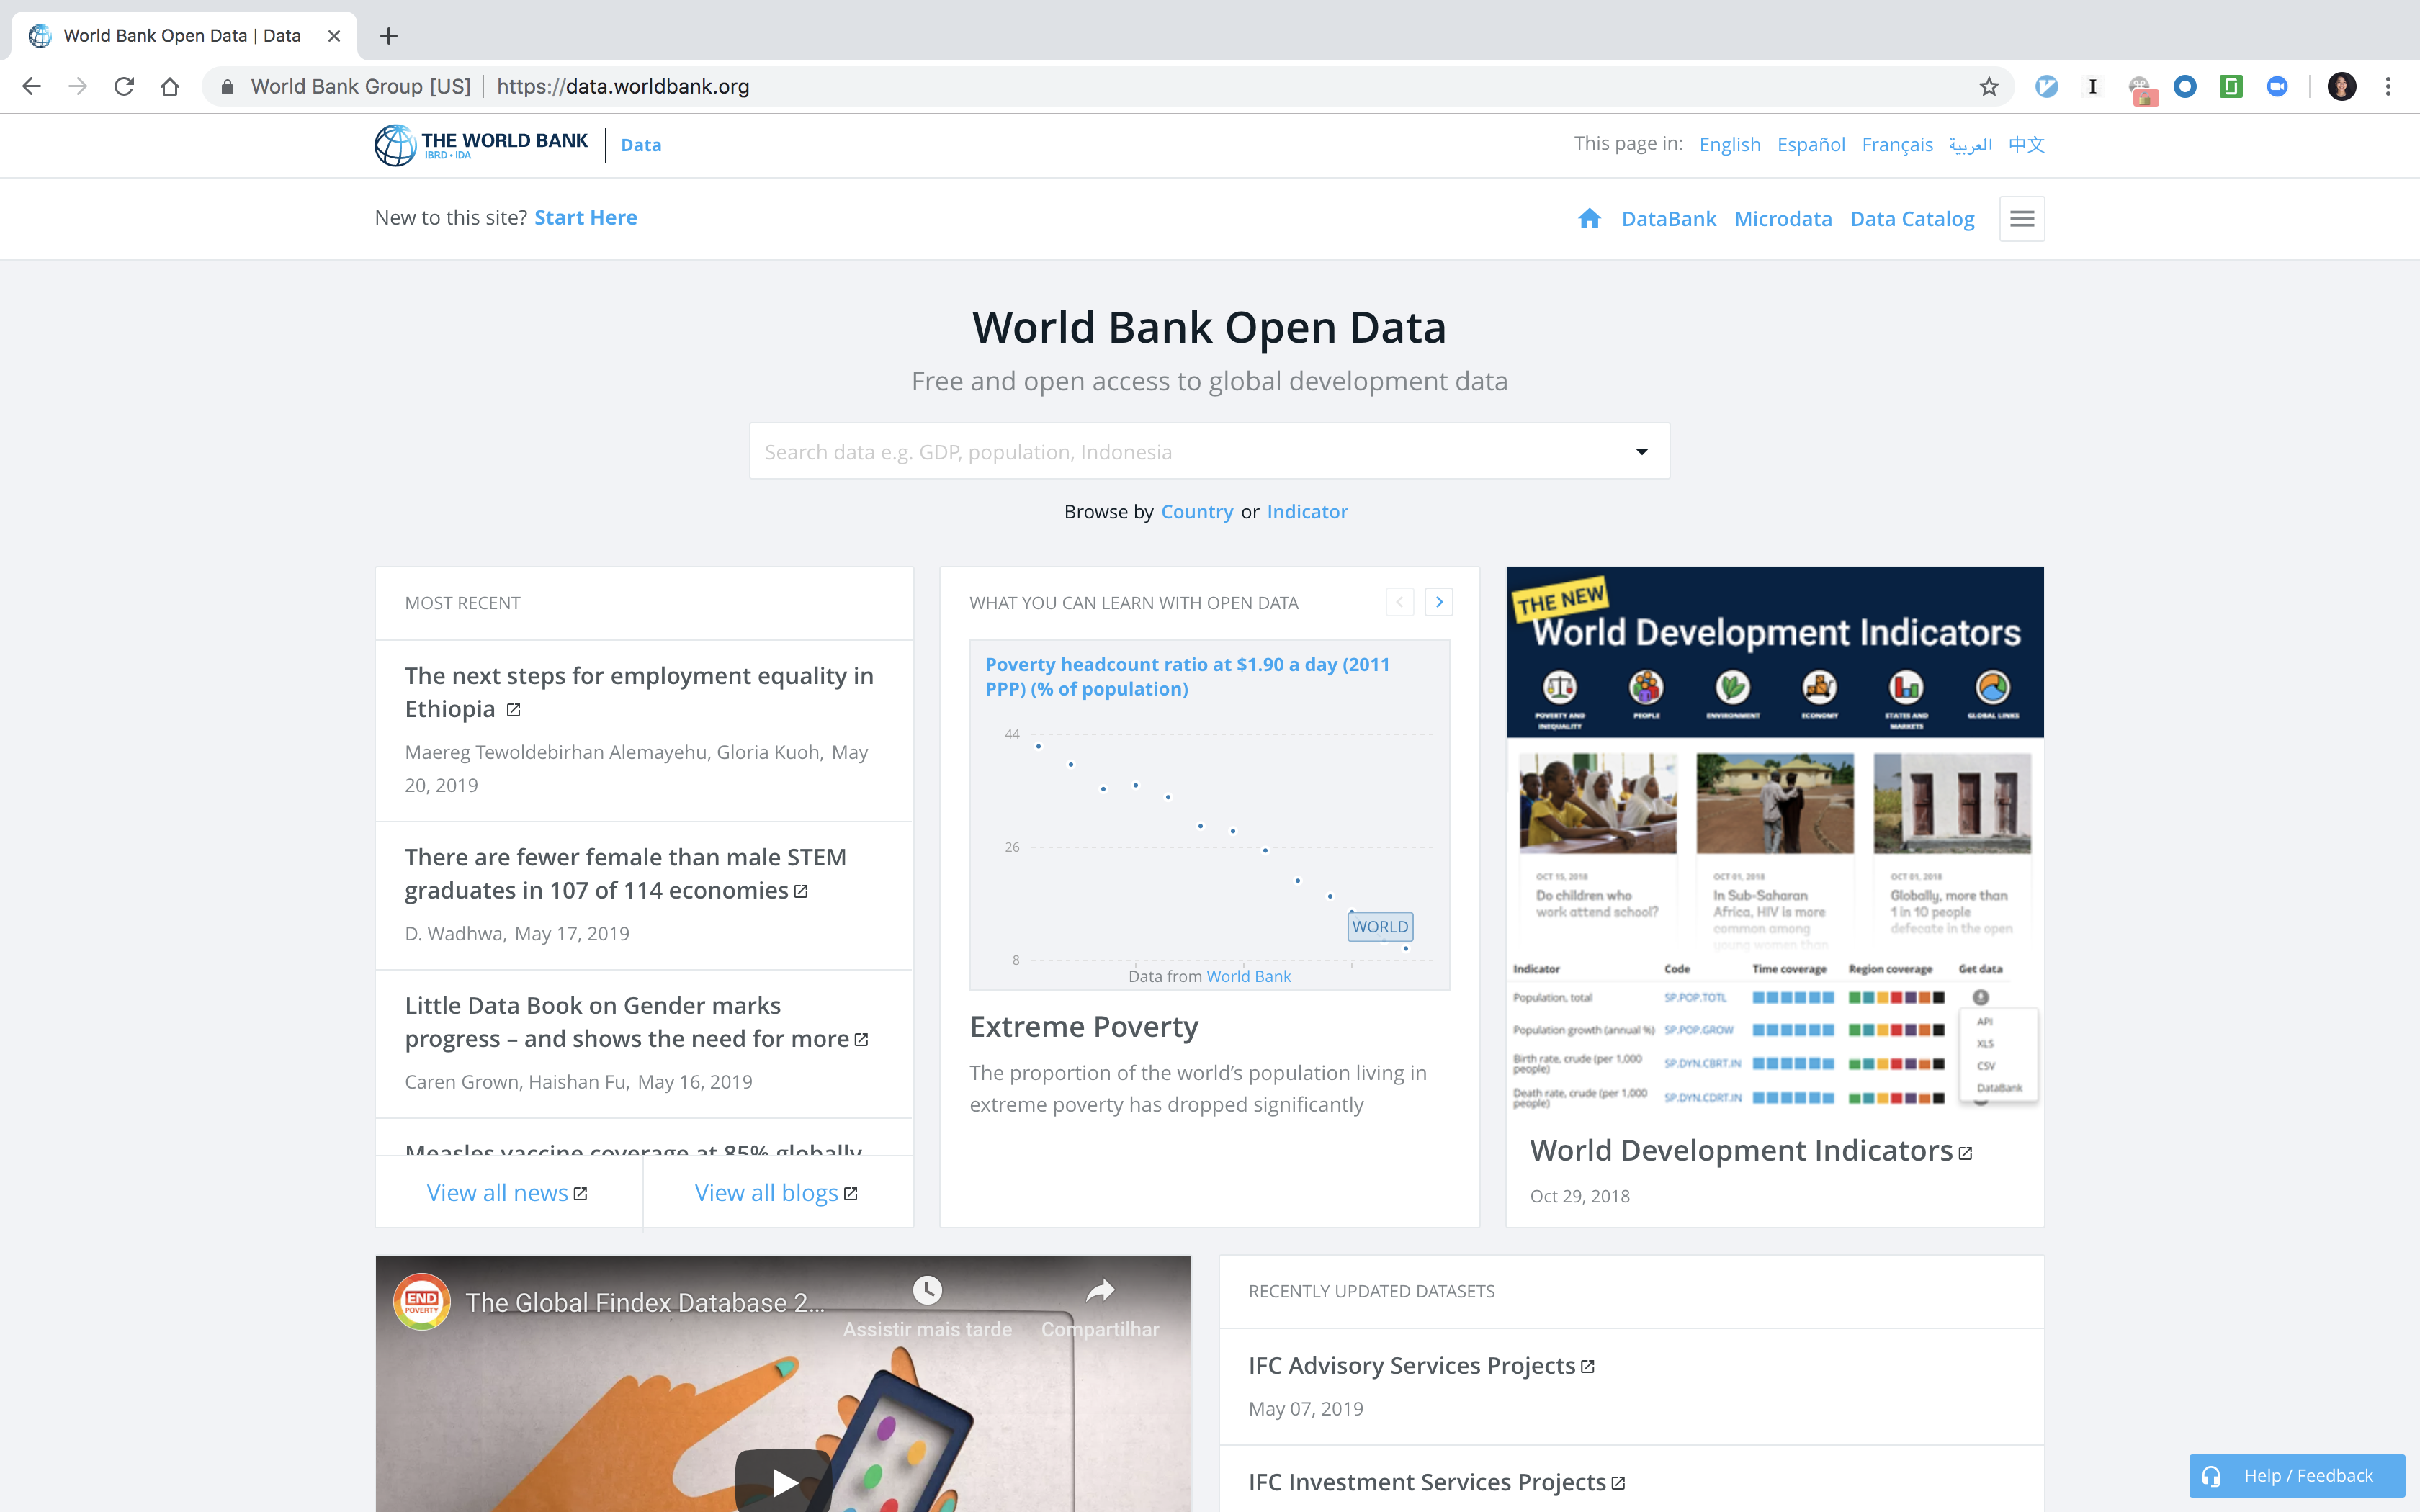 World Bank Open Data | Data
World Bank Group [US]
https://data.worldbank.org
THE WORLD BANK
IBRD • IDA
Data
This page in: English Español Français العربية 中文
New to this site? Start Here
DataBank Microdata Data Catalog
World Bank Open Data
Free and open access to global development data
Search data e.g. GDP, population, Indonesia
Browse by Country or Indicator
MOST RECENT
The next steps for employment equality in
Ethiopia
Maereg Tewoldebirhan Alemayehu, Gloria Kuoh, May
20, 2019
There are fewer female than male STEM
graduates in 107 of 114 economies
D. Wadhwa, May 17, 2019
Little Data Book on Gender marks
progress – and shows the need for more
Caren Grown, Haishan Fu, May 16, 2019
Measles vaccine coverage at 85% globally
View all news
View all blogs
WHAT YOU CAN LEARN WITH OPEN DATA
Poverty headcount ratio at $1.90 a day (2011
PPP) (% of population)
44
26
8
WORLD
Data from World Bank
Extreme Poverty
The proportion of the world’s population living in
extreme poverty has dropped significantly
THE NEW
World Development Indicators
POVERTY AND
INEQUALITY
PEOPLE
ENVIRONMENT
ECONOMY
STATES AND
MARKETS
GLOBAL LINKS
OCT 15, 2018
Do children who
work attend school?
OCT 01, 2018
In Sub-Saharan
Africa, HIV is more
common among
young women than
OCT 01, 2018
Globally, more than
1 in 10 people
defecate in the open
Indicator Code Time coverage Region coverage Get data
Population, total SP.POP.TOTL
Population growth (annual %) SP.POP.GROW
Birth rate, crude (per 1,000
people) SP.DYN.CBRT.IN
Death rate, crude (per 1,000
people) SP.DYN.CDRT.IN
API
XLS
CSV
DataBank
World Development Indicators
Oct 29, 2018
END
POVERTY
The Global Findex Database 2...
Assistir mais tarde
Compartilhar
RECENTLY UPDATED DATASETS
IFC Advisory Services Projects
May 07, 2019
IFC Investment Services Projects
Help / Feedback